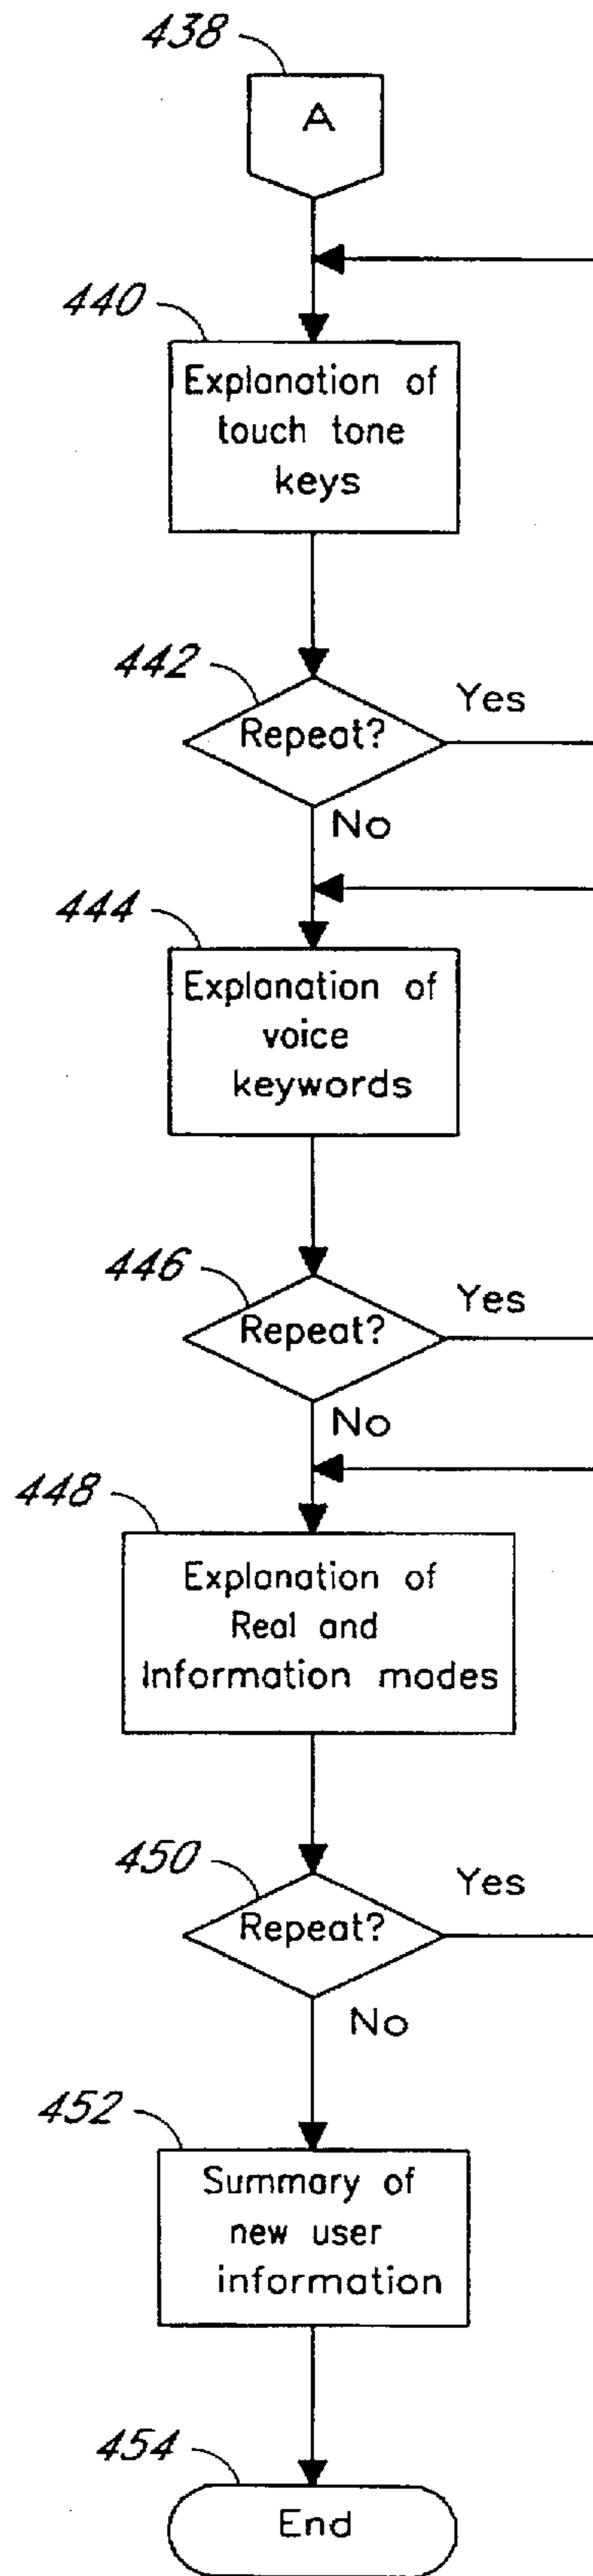 438
A
440
Explanation of
touch tone
keys
442
Repeat?
Yes
No
444
Explanation of
voice
keywords
446
Repeat?
Yes
No
448
Explanation of
Real and
Information modes
450
Repeat?
Yes
No
452
Summary of
new user
information
454
End